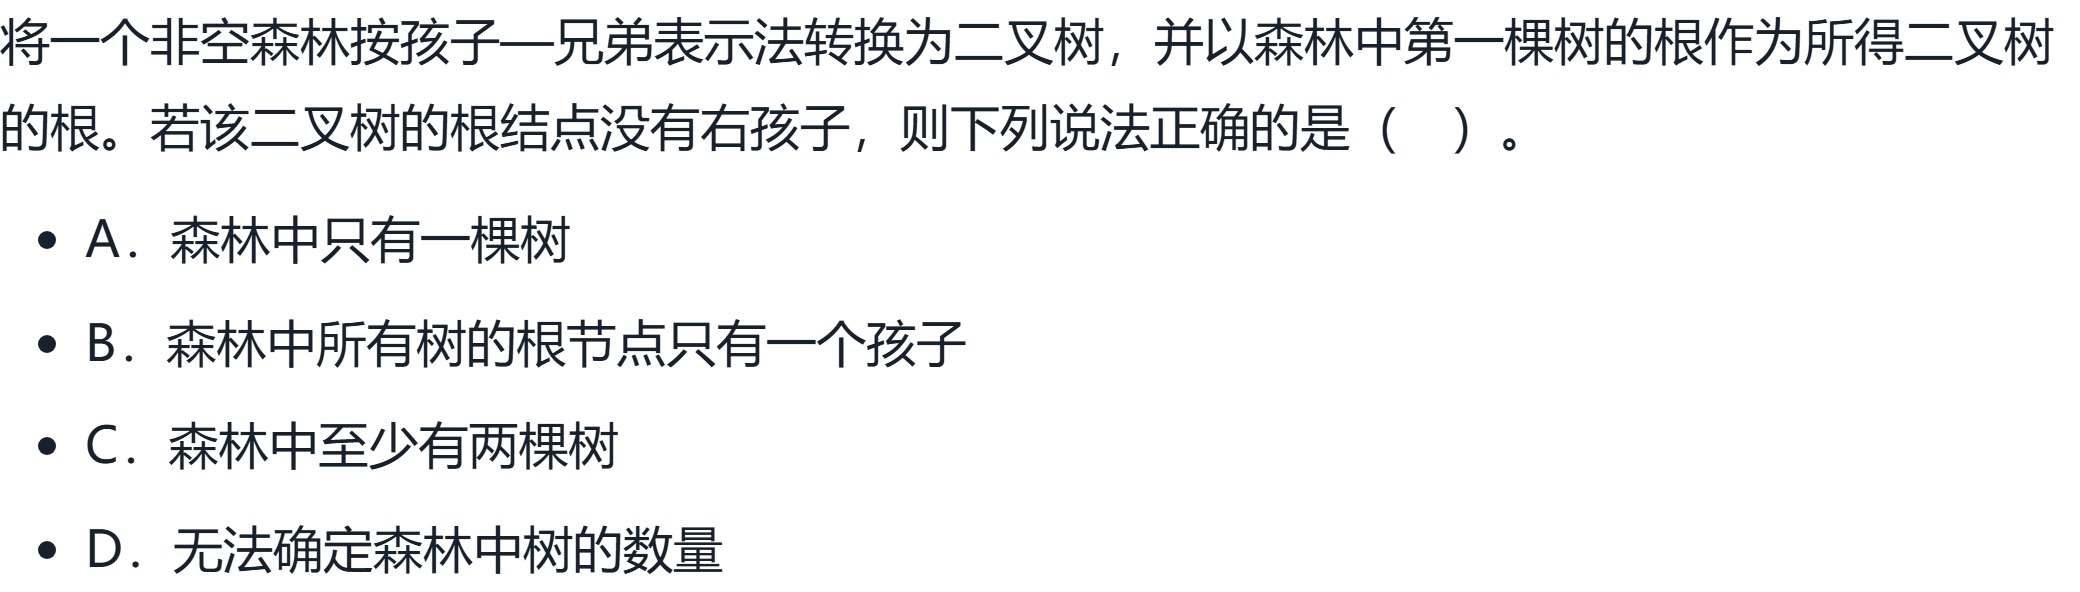 将一个非空森林按孩子—兄弟表示法转换为二叉树，并以森林中第一棵树的根作为所得二叉树
的根。若该二叉树的根结点没有右孩子，则下列说法正确的是（　）。
• A．森林中只有一棵树
• B．森林中所有树的根节点只有一个孩子
• C．森林中至少有两棵树
• D．无法确定森林中树的数量